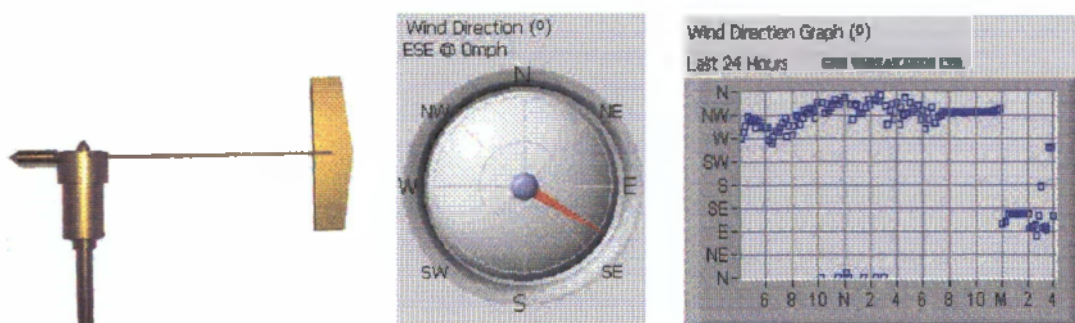 Wind Direction (º)
ESE @ 0mph
N
NW NE
W E
SW SE
S
Wind Direction Graph (º)
Last 24 Hours
N
NW
W
SW
S
SE
E
NE
N
6 8 10 N 2 4 6 8 10 M 2 4